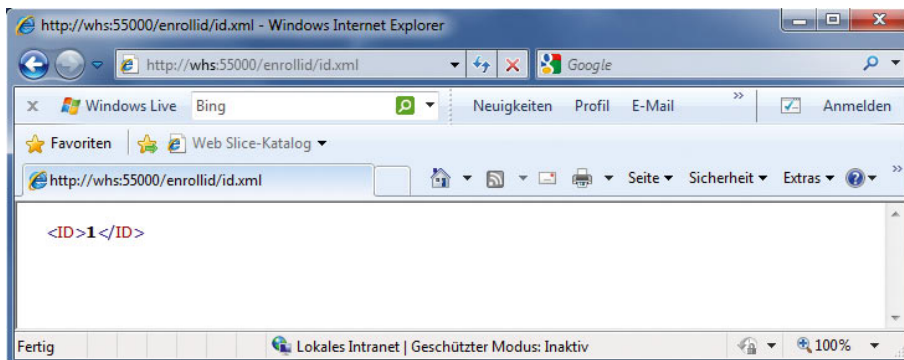 http://whs:55000/enrollid/id.xml - Windows Internet Explorer
http://whs:55000/enrollid/id.xml Google
x Windows Live Bing Neuigkeiten Profil E-Mail » Anmelden
Favoriten Web Slice-Katalog
http://whs:55000/enrollid/id.xml Seite Sicherheit Extras »
<ID>1</ID>
Fertig Lokales Intranet | Geschützter Modus: Inaktiv 100%